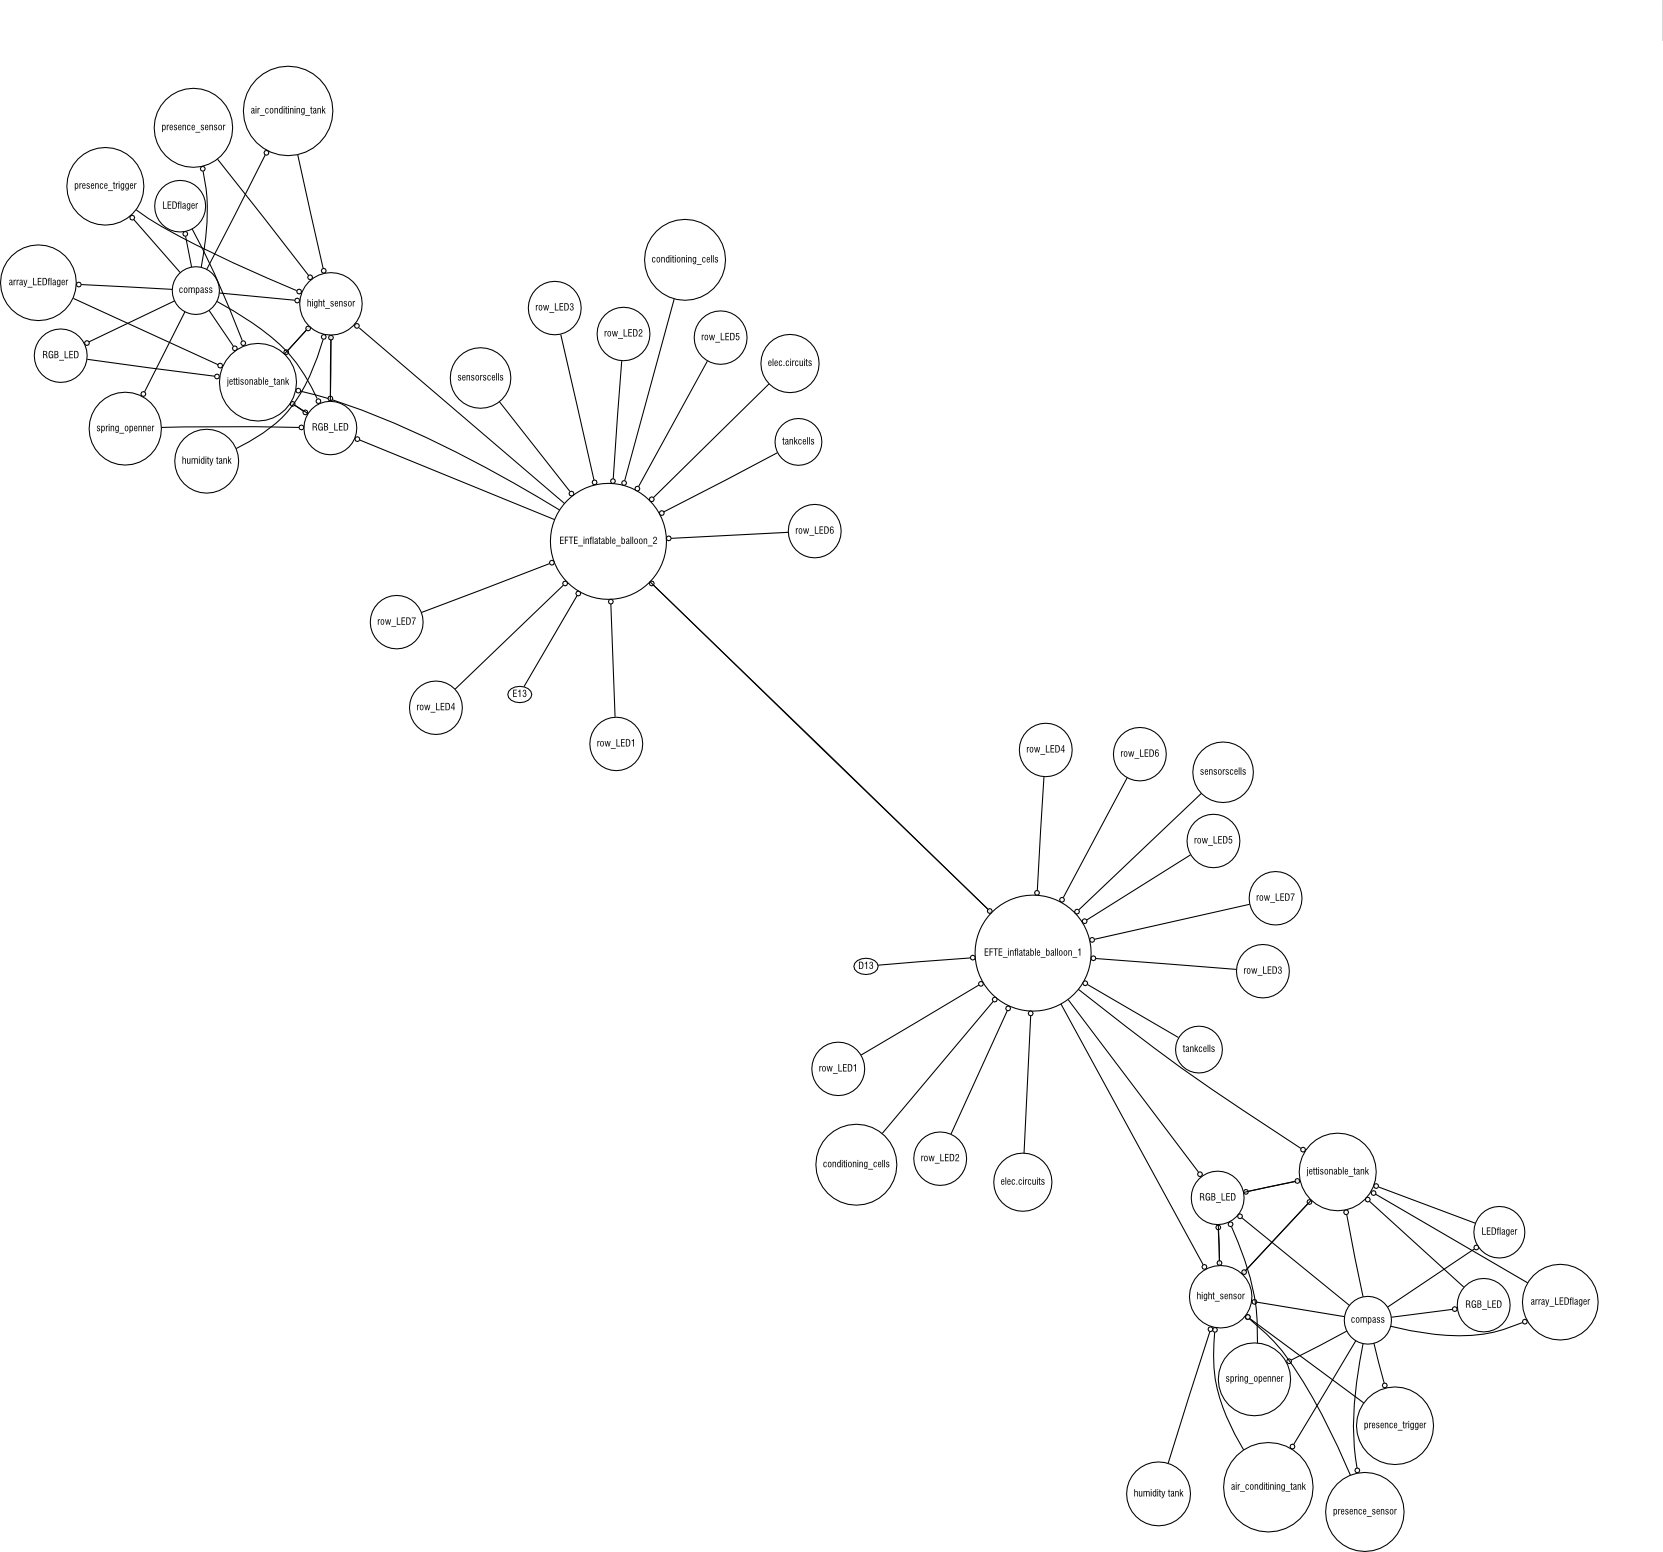 air_conditining_tank
presence_sensor
presence_trigger
LEDflager
array_LEDflager
compass
hight_sensor
RGB_LED
jettisonable_tank
spring_openner
RGB_LED
humidity tank
conditioning_cells
row_LED3
row_LED2
row_LED5
elec.circuits
sensorscells
tankcells
row_LED6
EFTE_inflatable_balloon_2
row_LED7
E13
row_LED4
row_LED1
row_LED4
row_LED6
sensorscells
row_LED5
row_LED7
EFTE_inflatable_balloon_1
D13
row_LED3
tankcells
row_LED1
row_LED2
conditioning_cells
elec.circuits
jettisonable_tank
RGB_LED
LEDflager
hight_sensor
RGB_LED
array_LEDflager
compass
spring_openner
presence_trigger
air_conditining_tank
humidity tank
presence_sensor